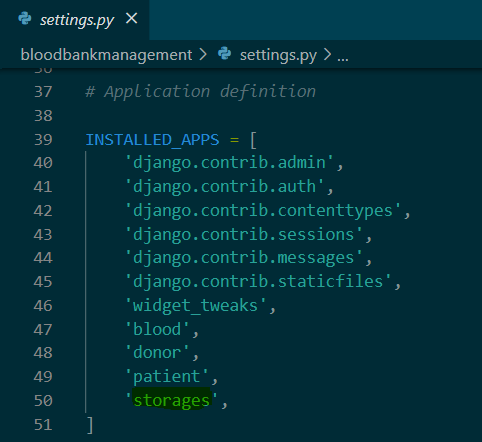 settings.py ×
bloodbankmanagement > settings.py > ...
36
37 # Application definition
38
39 INSTALLED_APPS = [
40 'django.contrib.admin',
41 'django.contrib.auth',
42 'django.contrib.contenttypes',
43 'django.contrib.sessions',
44 'django.contrib.messages',
45 'django.contrib.staticfiles',
46 'widget_tweaks',
47 'blood',
48 'donor',
49 'patient',
50 'storages',
51 ]